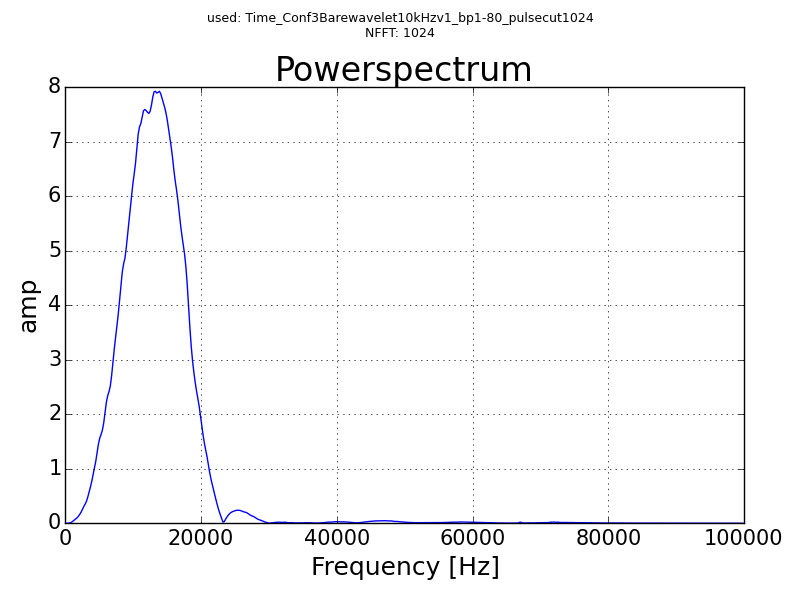 used: Time_Conf3Barewavelet10kHzv1_bp1-80_pulsecut1024
NFFT: 1024
Powerspectrum
8
7
6
5
4
3
2
1
0
amp
0 20000 40000 60000 80000 100000
Frequency [Hz]